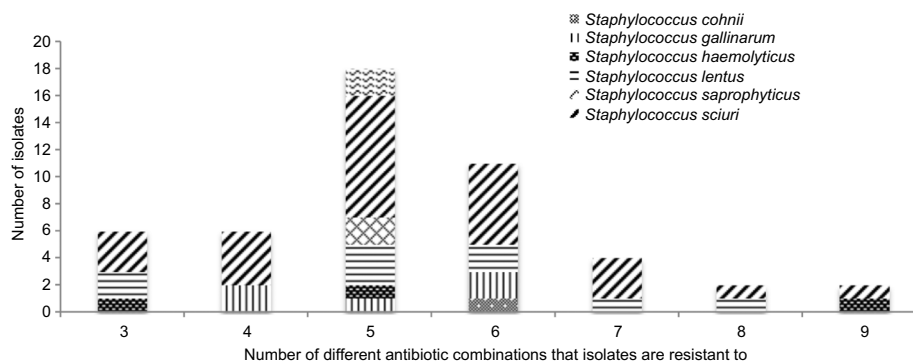 Staphylococcus cohnii
Staphylococcus gallinarum
Staphylococcus haemolyticus
Staphylococcus lentus
Staphylococcus saprophyticus
Staphylococcus sciuri
Number of isolates
20
18
16
14
12
10
8
6
4
2
0
3 4 5 6 7 8 9
Number of different antibiotic combinations that isolates are resistant to